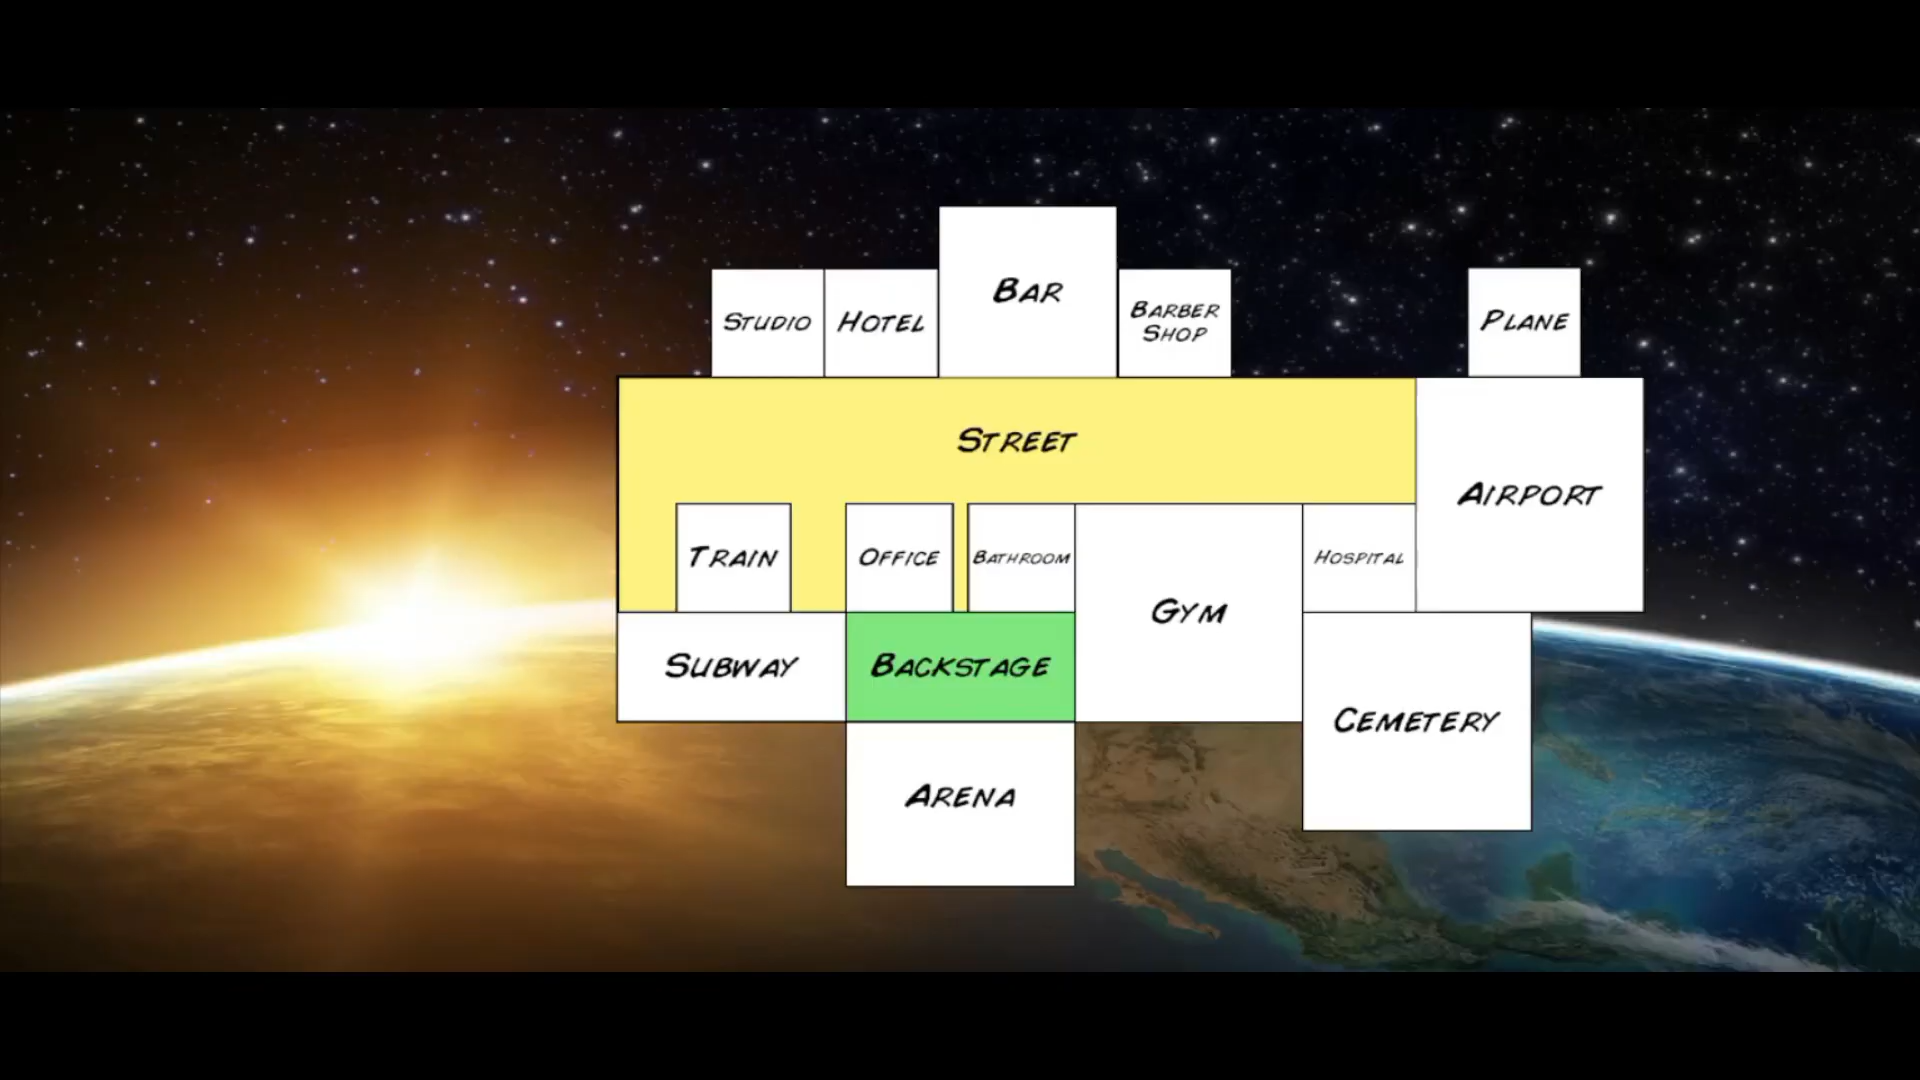 Bar
Studio
Hotel
Barber
Shop
Plane
Street
Airport
Train
Office
Bathroom
Hospital
Gym
Subway
Backstage
Cemetery
Arena